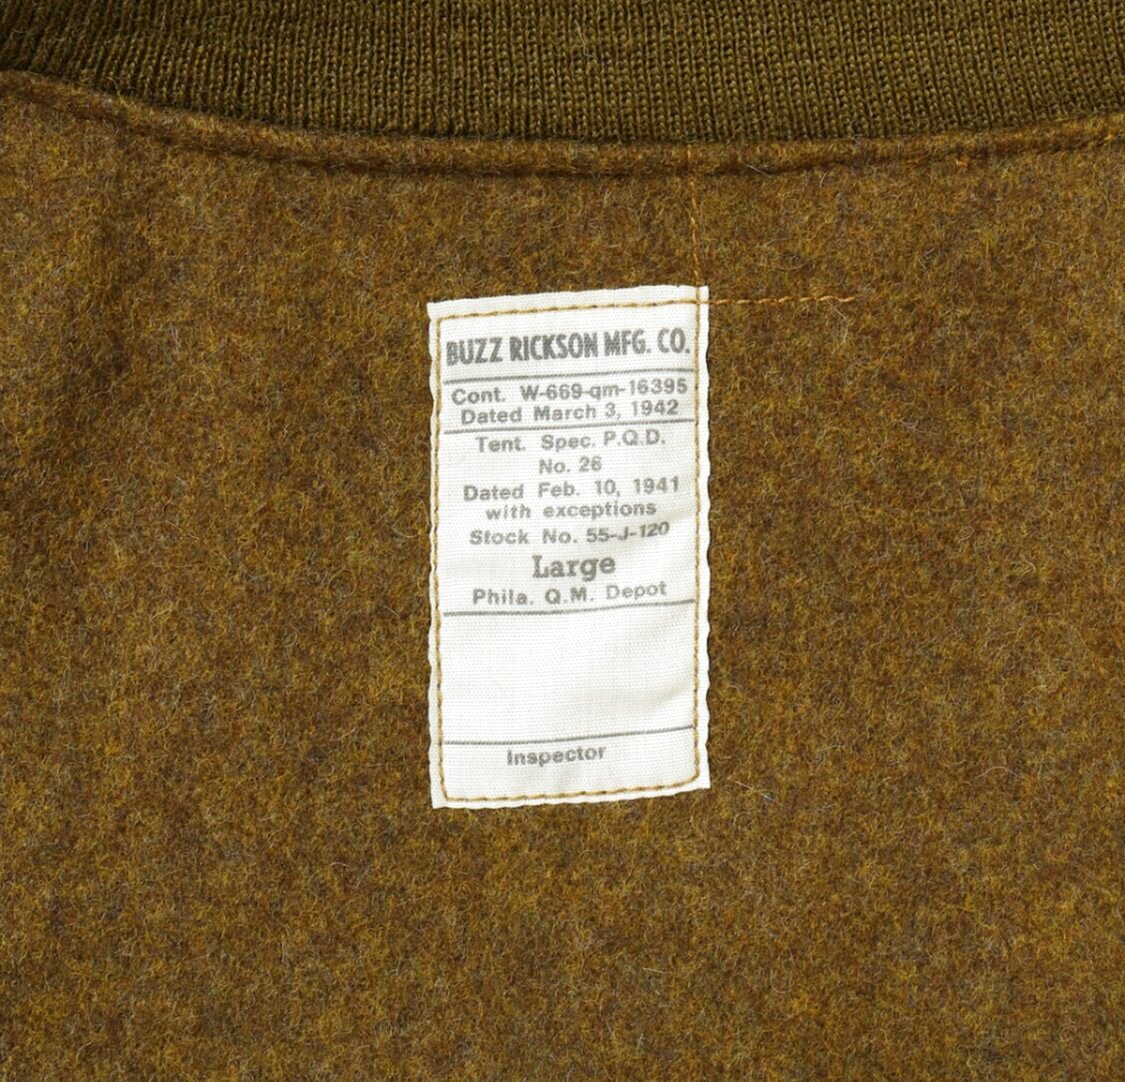 BUZZ RICKSON MFG. CO.
Cont. W-669-qm-16395
Dated March 3, 1942
Tent. Spec. P.Q.D.
No. 26
Dated Feb. 10, 1941
with exceptions
Stock No. 55-J-120
Large
Phila. Q.M. Depot
Inspector